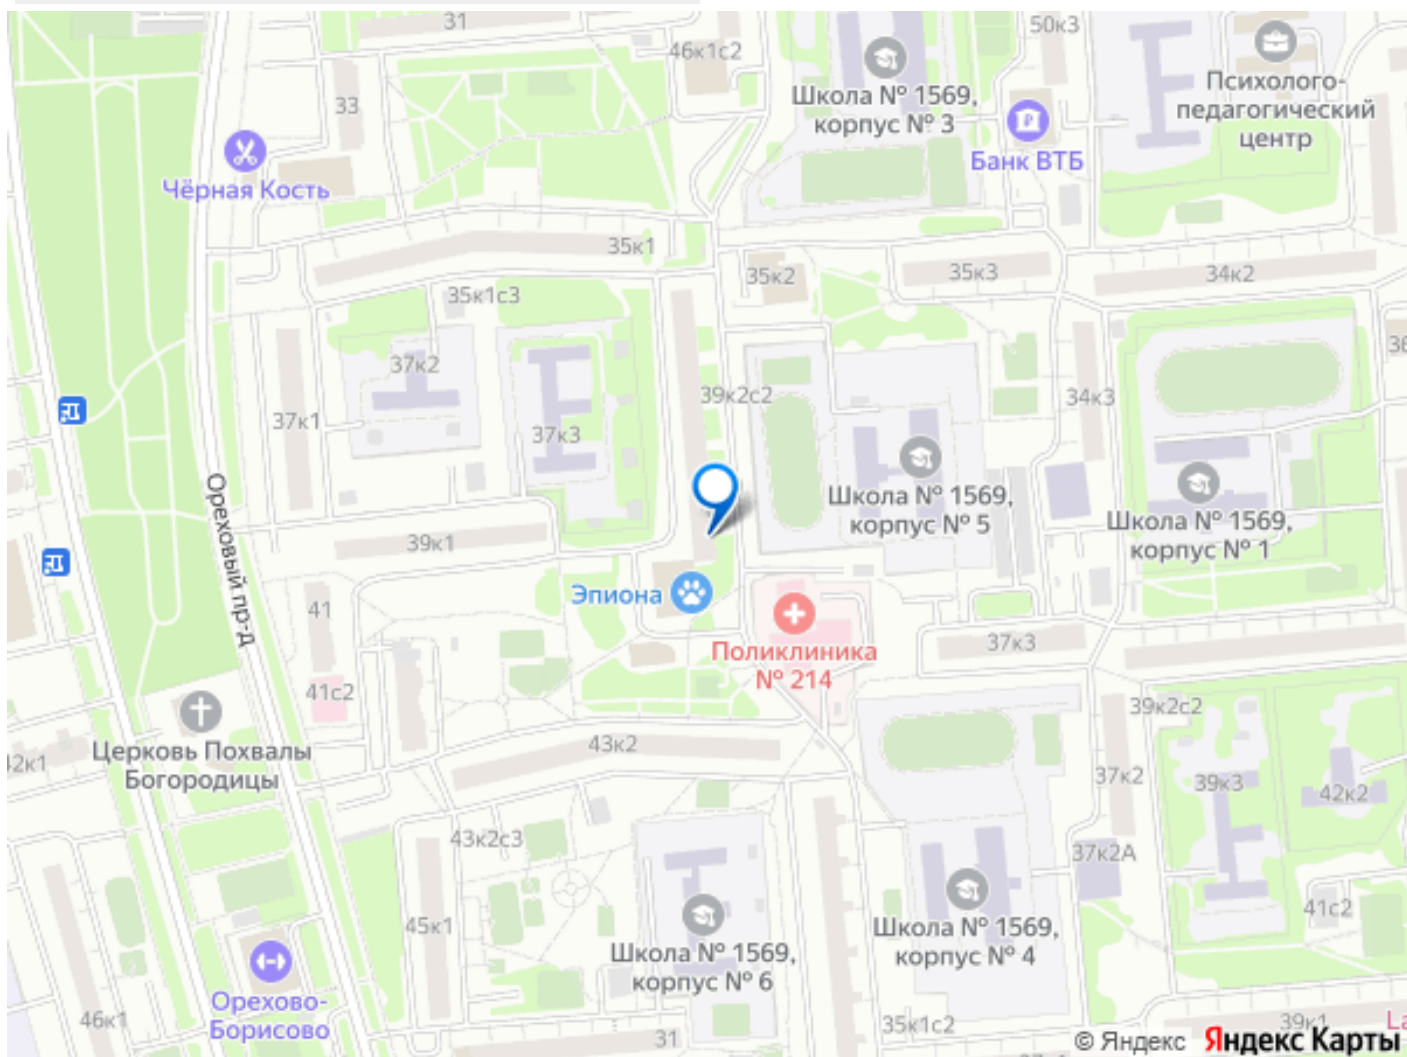 31
46к1с2
50к3
33
Школа № 1569,
корпус № 3
Банк ВТБ
Психолого-
педагогический
центр
Чёрная Кость
35к1
35к2
35к3
34к2
35к1с3
37к2
37к1
37к3
39к2с2
34к3
36
Ореховый пр-д
Школа № 1569,
корпус № 5
Школа № 1569,
корпус № 1
39к1
Эпиона
41
Поликлиника
№ 214
37к3
41с2
39к2с2
Церковь Похвалы
Богородицы
42к1
43к2
37к2
39к3
42к2
43к2с3
37к2А
45к1
Школа № 1569,
корпус № 6
Школа № 1569,
корпус № 4
41с2
Орехово-
Борисово
46к1
31
35к1с2
39к1
La
© Яндекс Яндекс Карты